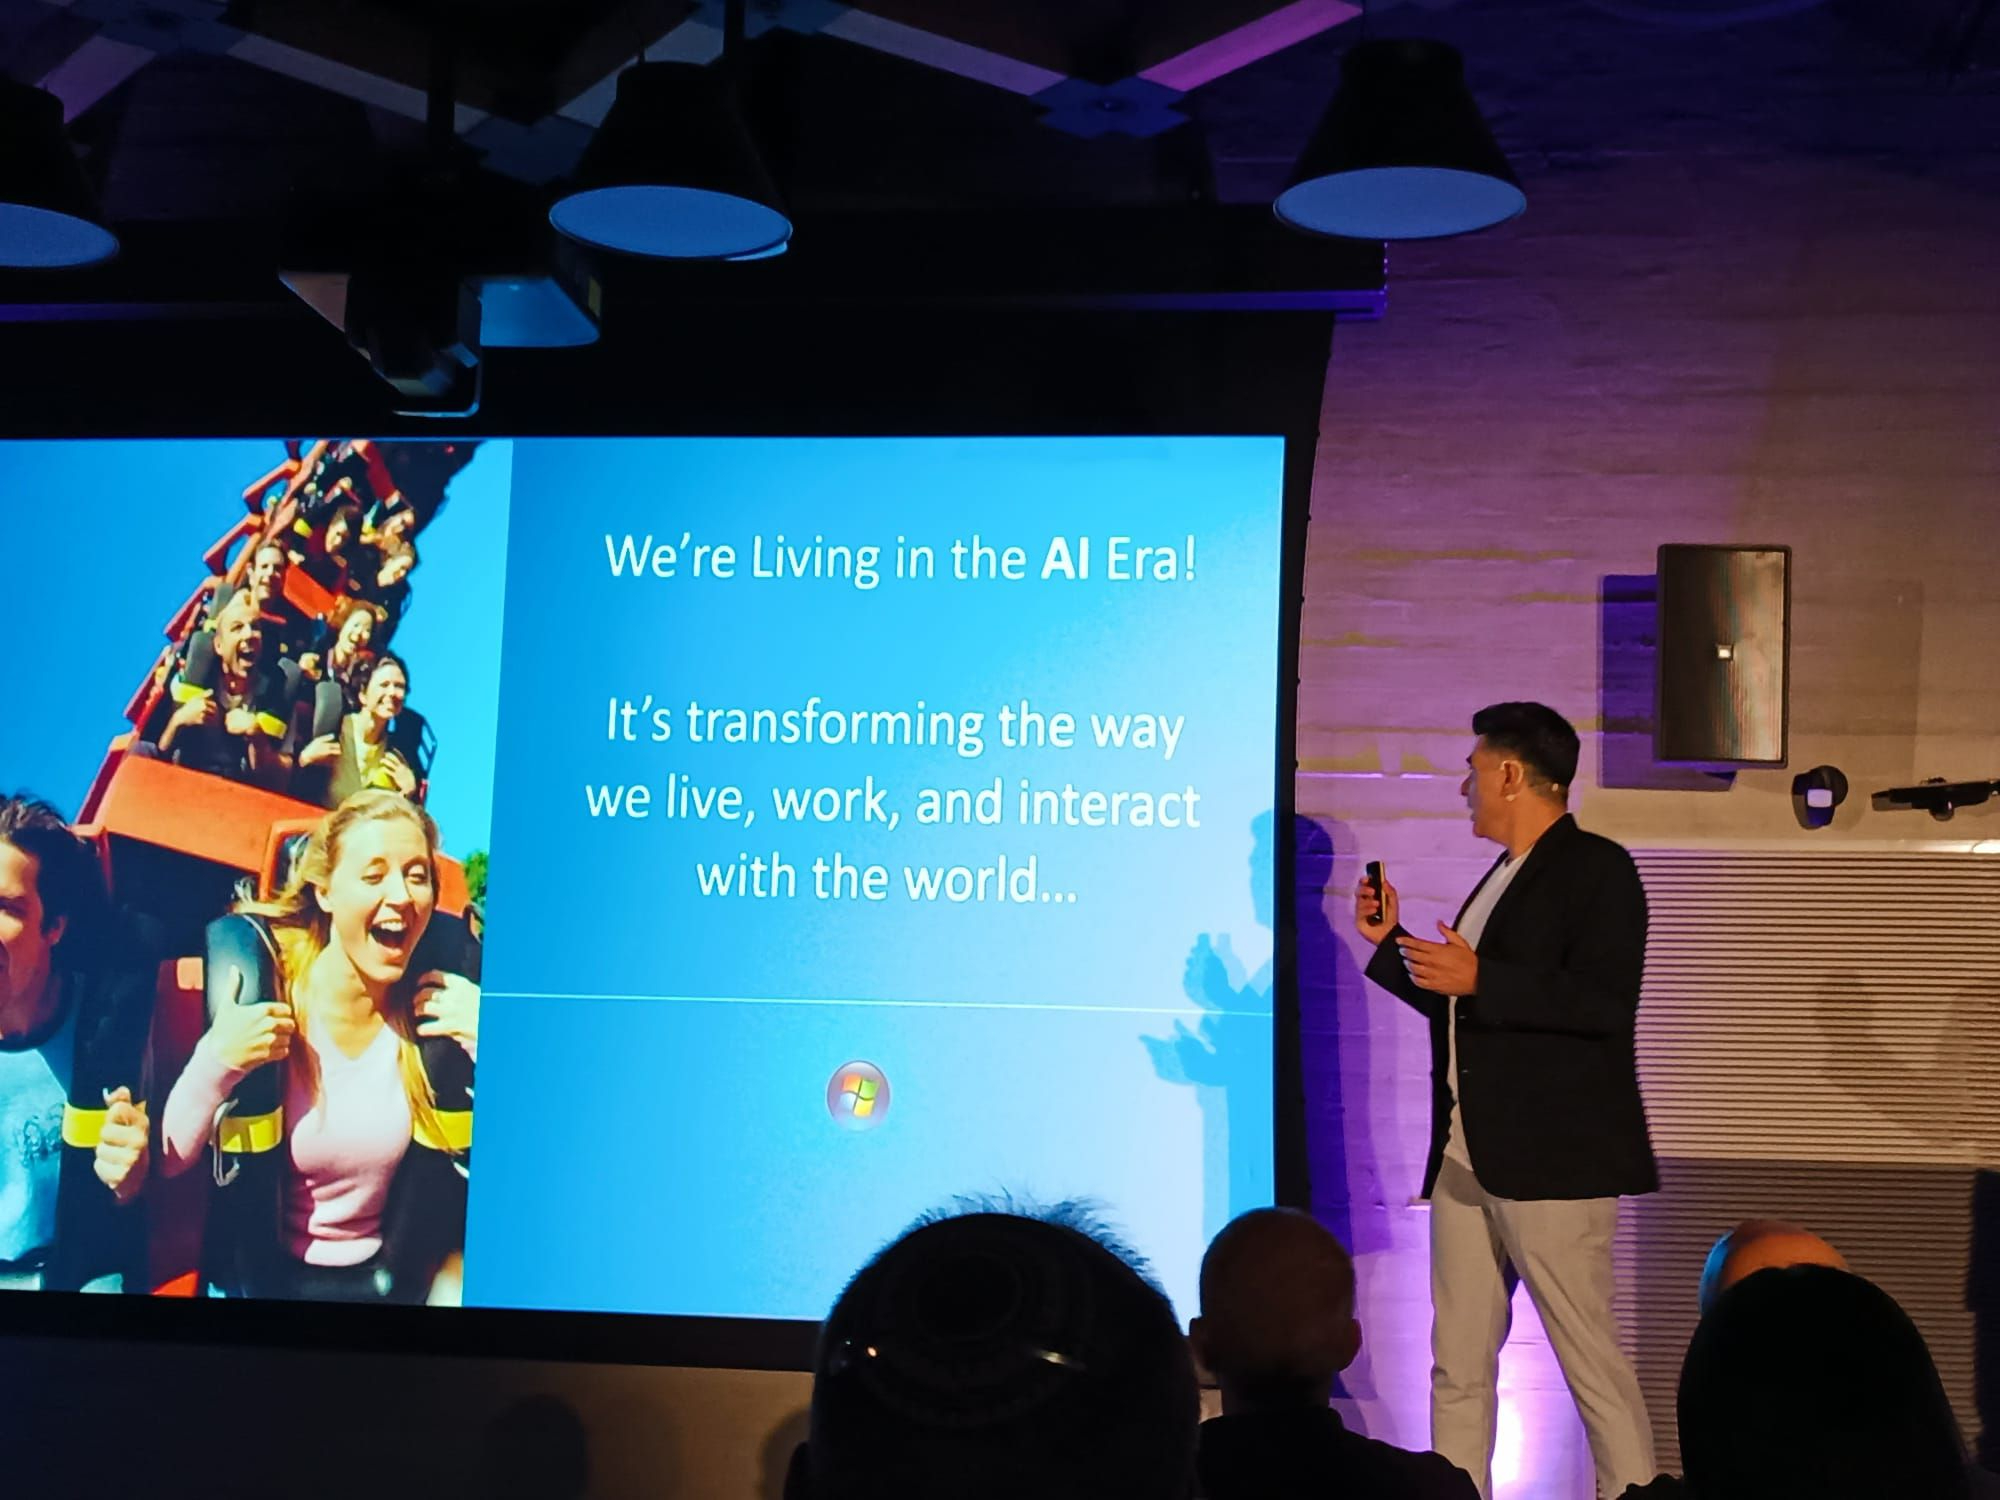 We're Living in the AI Era!
It's transforming the way
we live, work, and interact
with the world...